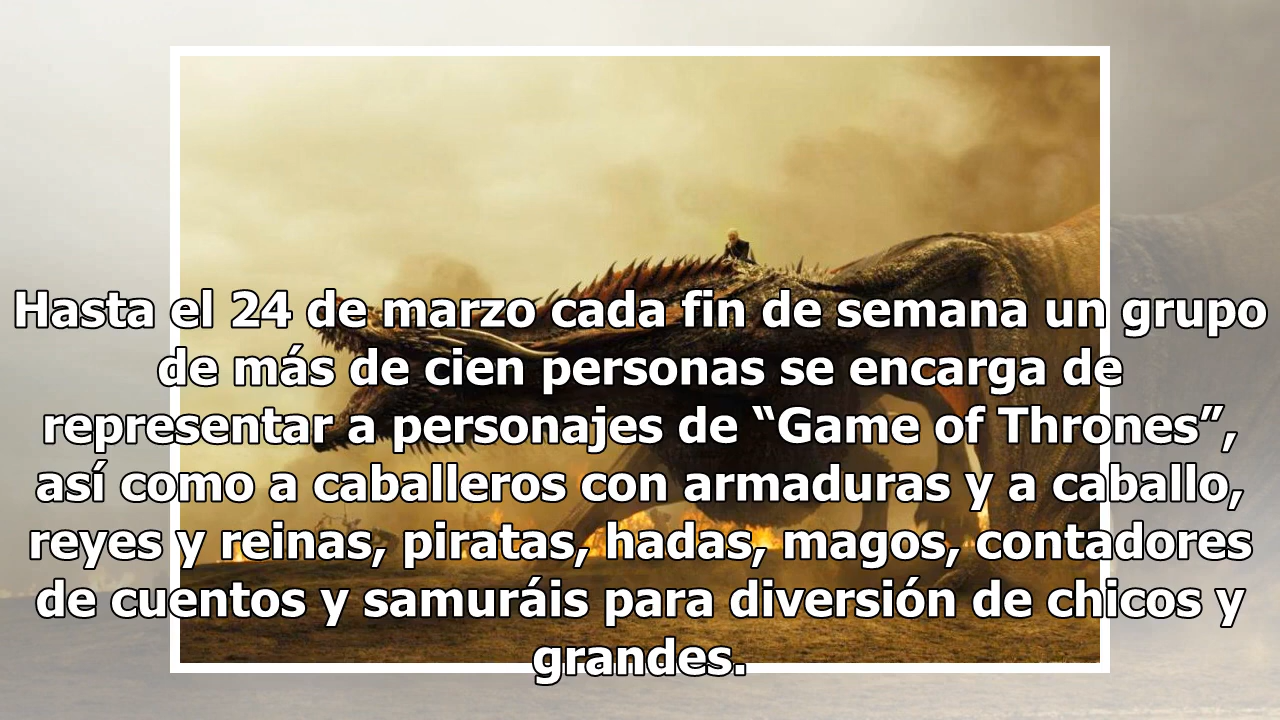 Hasta el 24 de marzo cada fin de semana un grupo
de más de cien personas se encarga de
representar a personajes de “Game of Thrones”,
así como a caballeros con armaduras y a caballo,
reyes y reinas, piratas, hadas, magos, contadores
de cuentos y samuráis para diversión de chicos y
grandes.